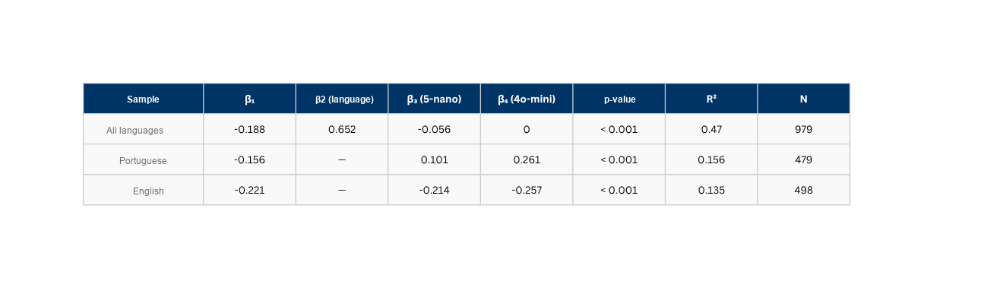 Sample β₁ β2 (language) β₃ (5-nano) β₄ (4o-mini) p-value R² N
All languages -0.188 0.652 -0.056 0 < 0.001 0.47 979
Portuguese -0.156 — 0.101 0.261 < 0.001 0.156 479
English -0.221 — -0.214 -0.257 < 0.001 0.135 498